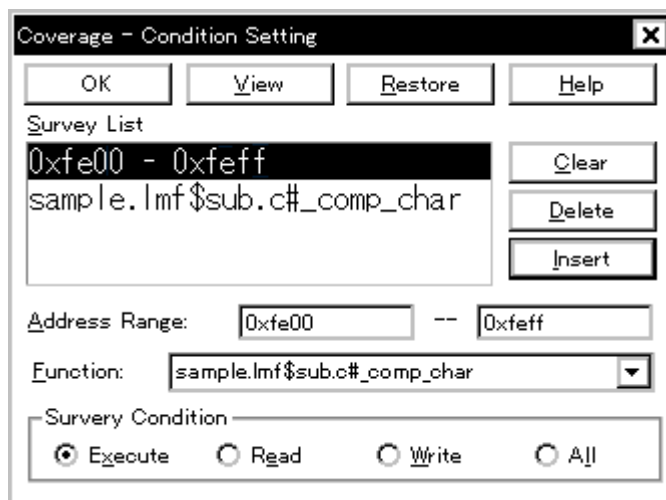 Coverage - Condition Setting
OK View Restore Help
Survey List
0xfe00 - 0xfeff
sample.lmf$sub.c#_comp_char
Clear
Delete
Insert
Address Range: 0xfe00 -- 0xfeff
Function: sample.lmf$sub.c#_comp_char
Survery Condition
Execute Read Write All